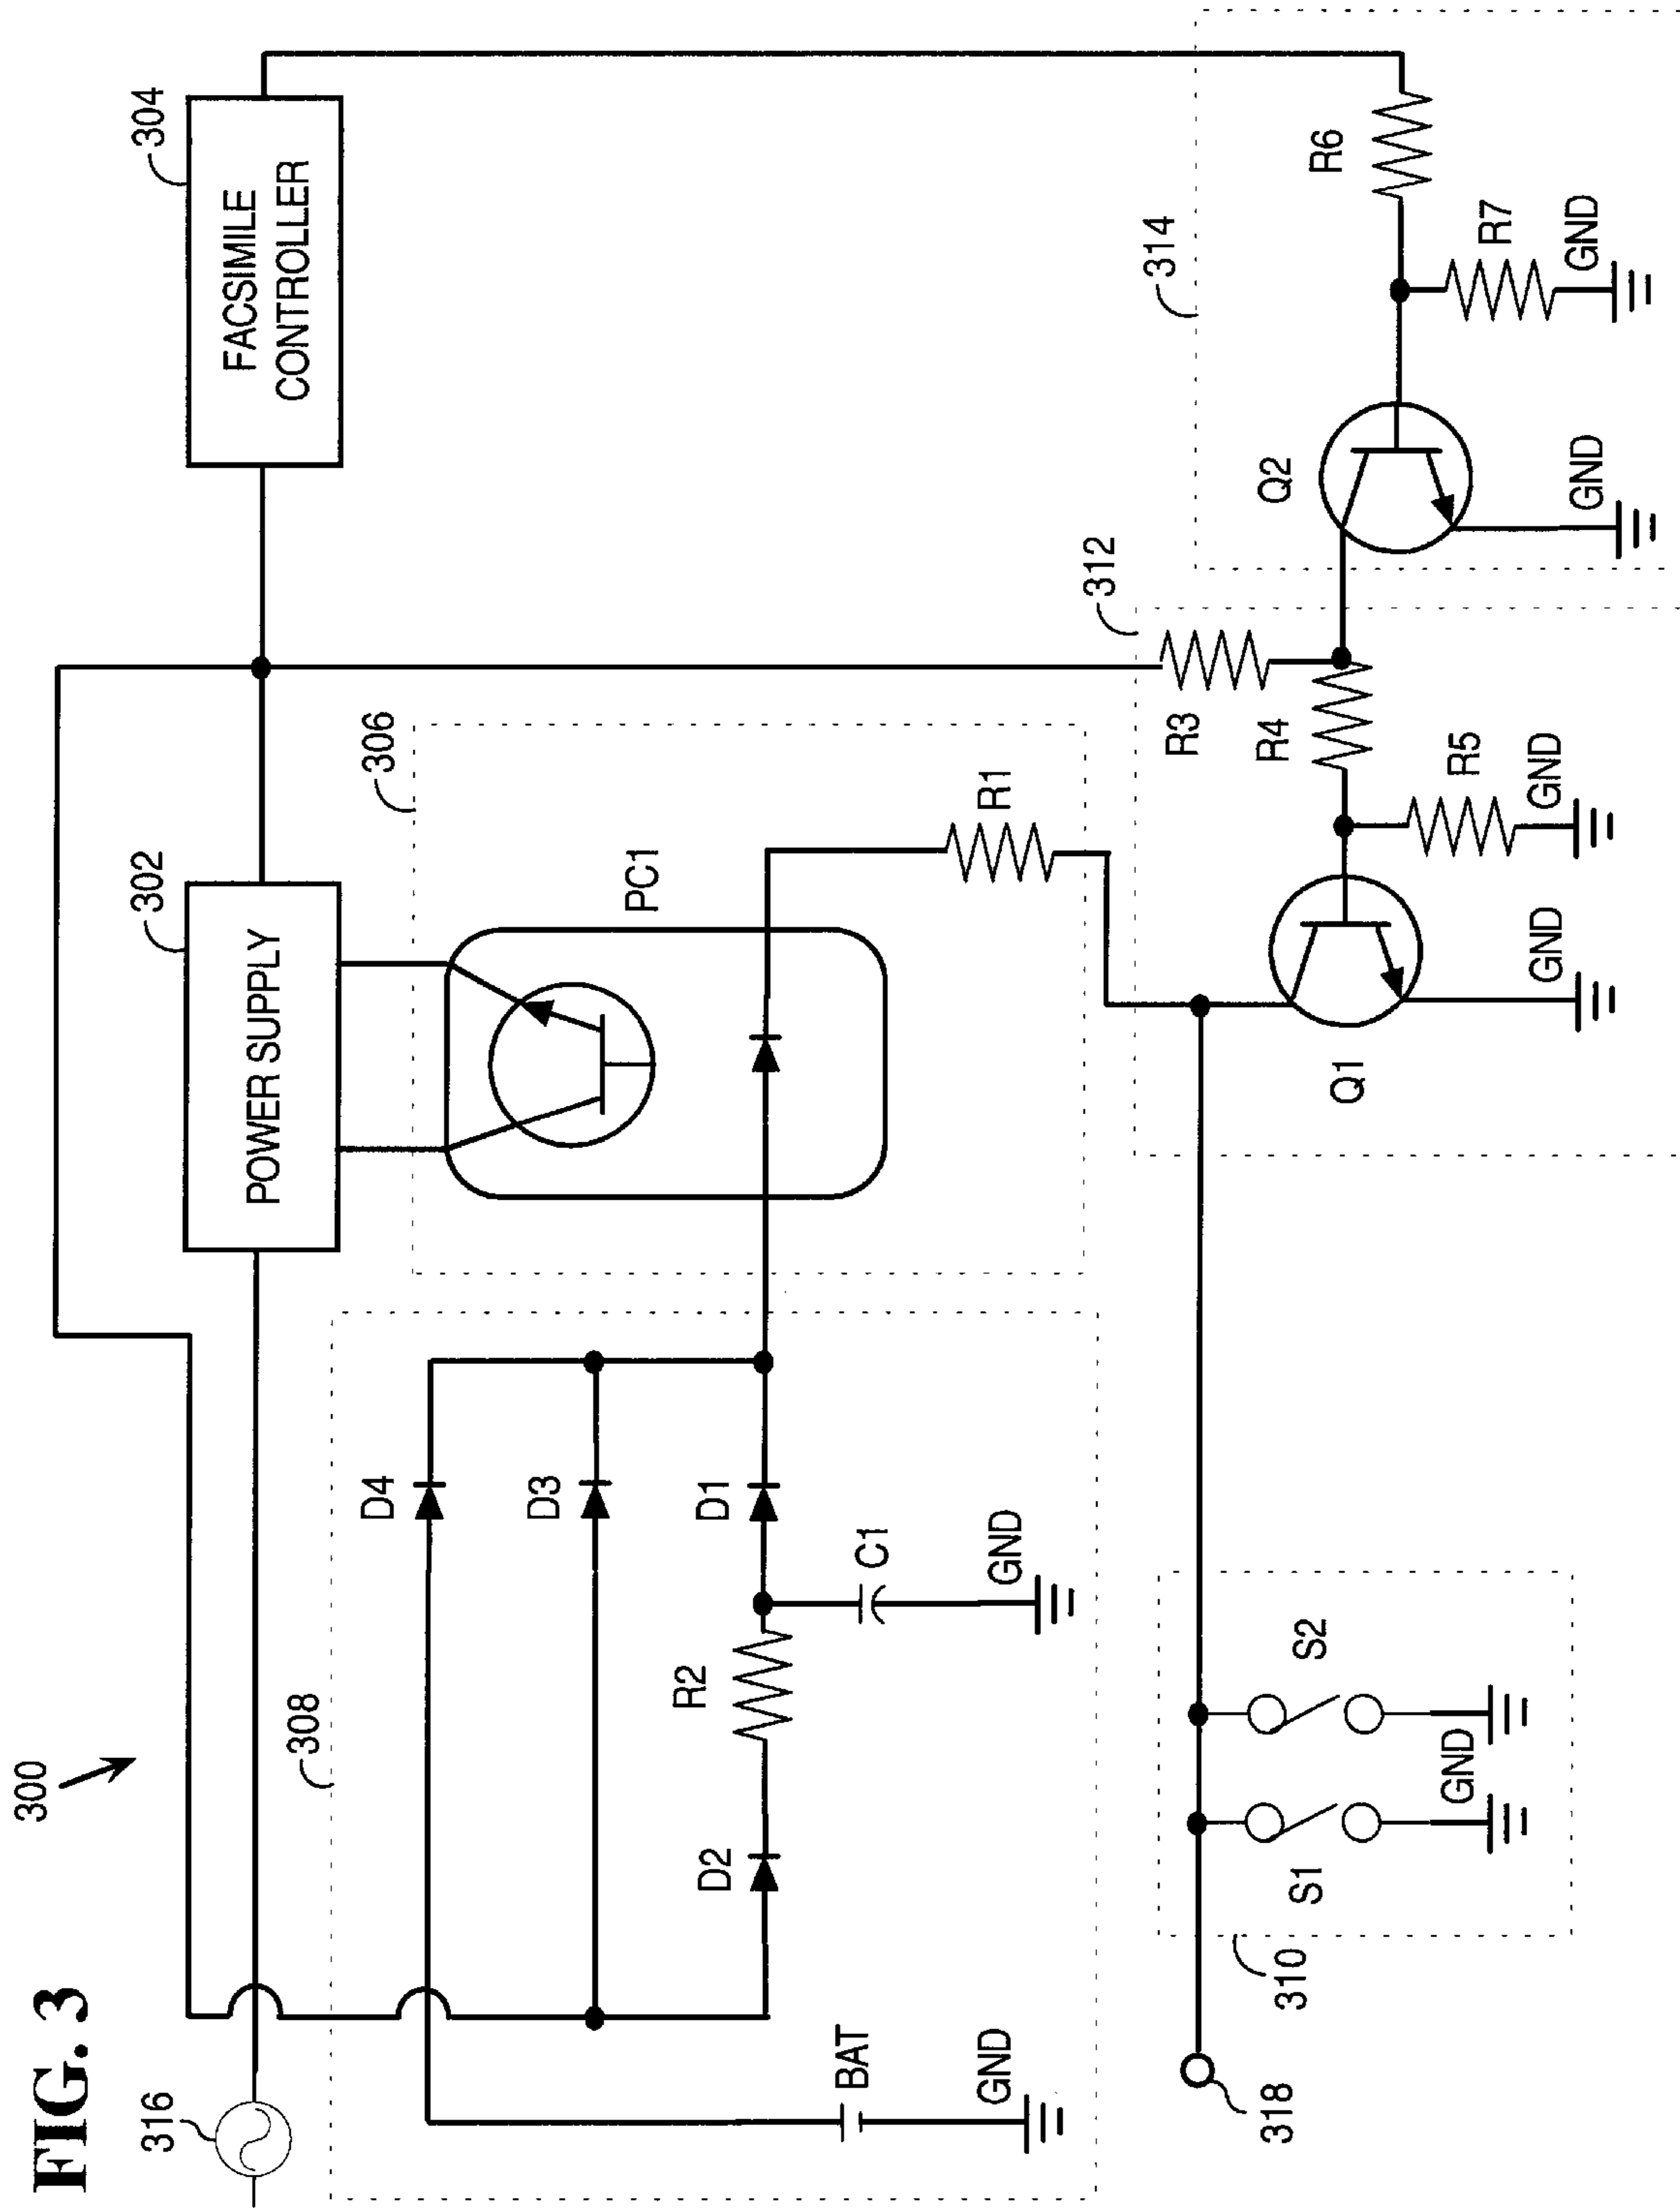 FIG. 3
300
316
302
POWER SUPPLY
304
FACSIMILE
CONTROLLER
308
D4
D3
D1
D2
R2
C1
GND
BAT
GND
306
PC1
R1
312
R3
R4
R5
GND
Q1
GND
314
Q2
GND
R6
R7
GND
318
310
S1
S2
GND